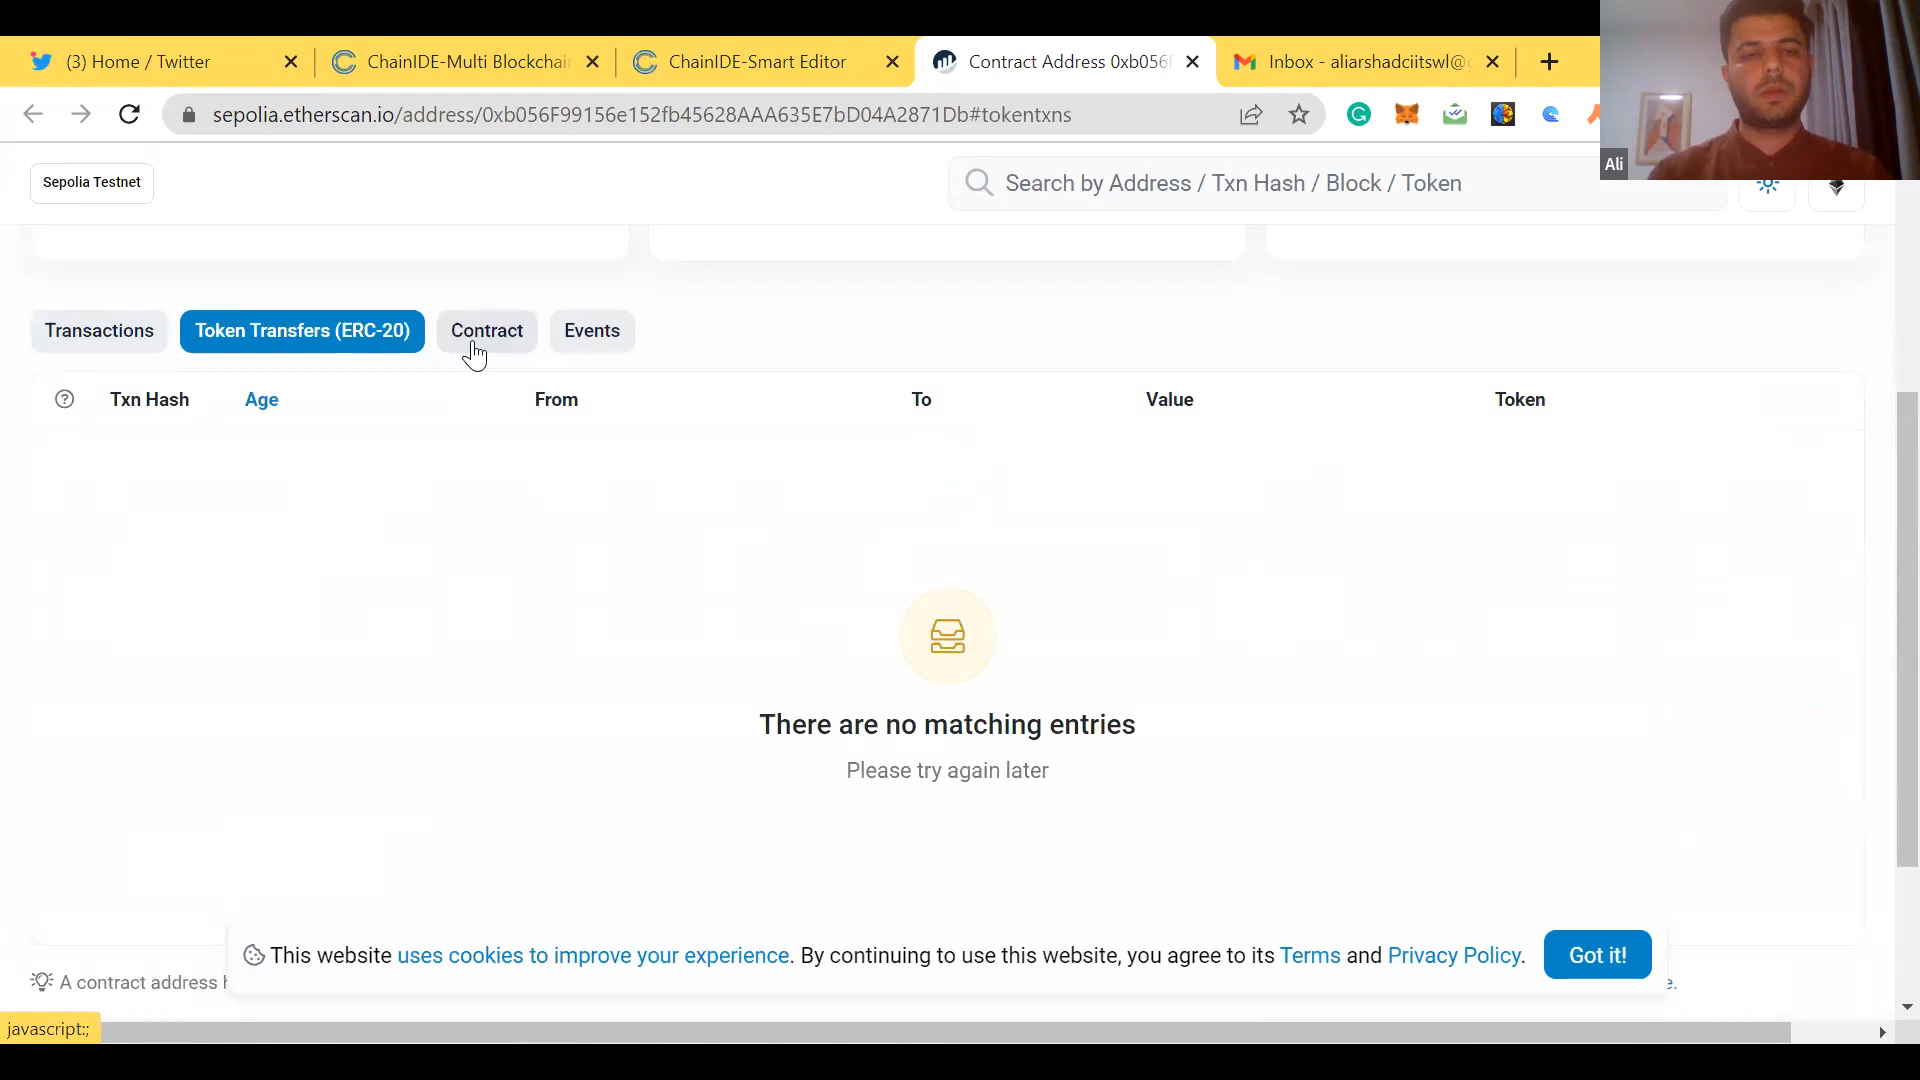 (3) Home / Twitter
ChainIDE-Multi Blockchain
ChainIDE-Smart Editor
Contract Address 0xb056F
Inbox - aliarshadciitswl@g
sepolia.etherscan.io/address/0xb056F99156e152fb45628AAA635E7bD04A2871Db#tokentxns
Ali
Sepolia Testnet
Search by Address / Txn Hash / Block / Token
Transactions
Token Transfers (ERC-20)
Contract
Events
Txn Hash
Age
From
To
Value
Token
There are no matching entries
Please try again later
This website uses cookies to improve your experience. By continuing to use this website, you agree to its Terms and Privacy Policy.
Got it!
A contract address
e.
javascript:;